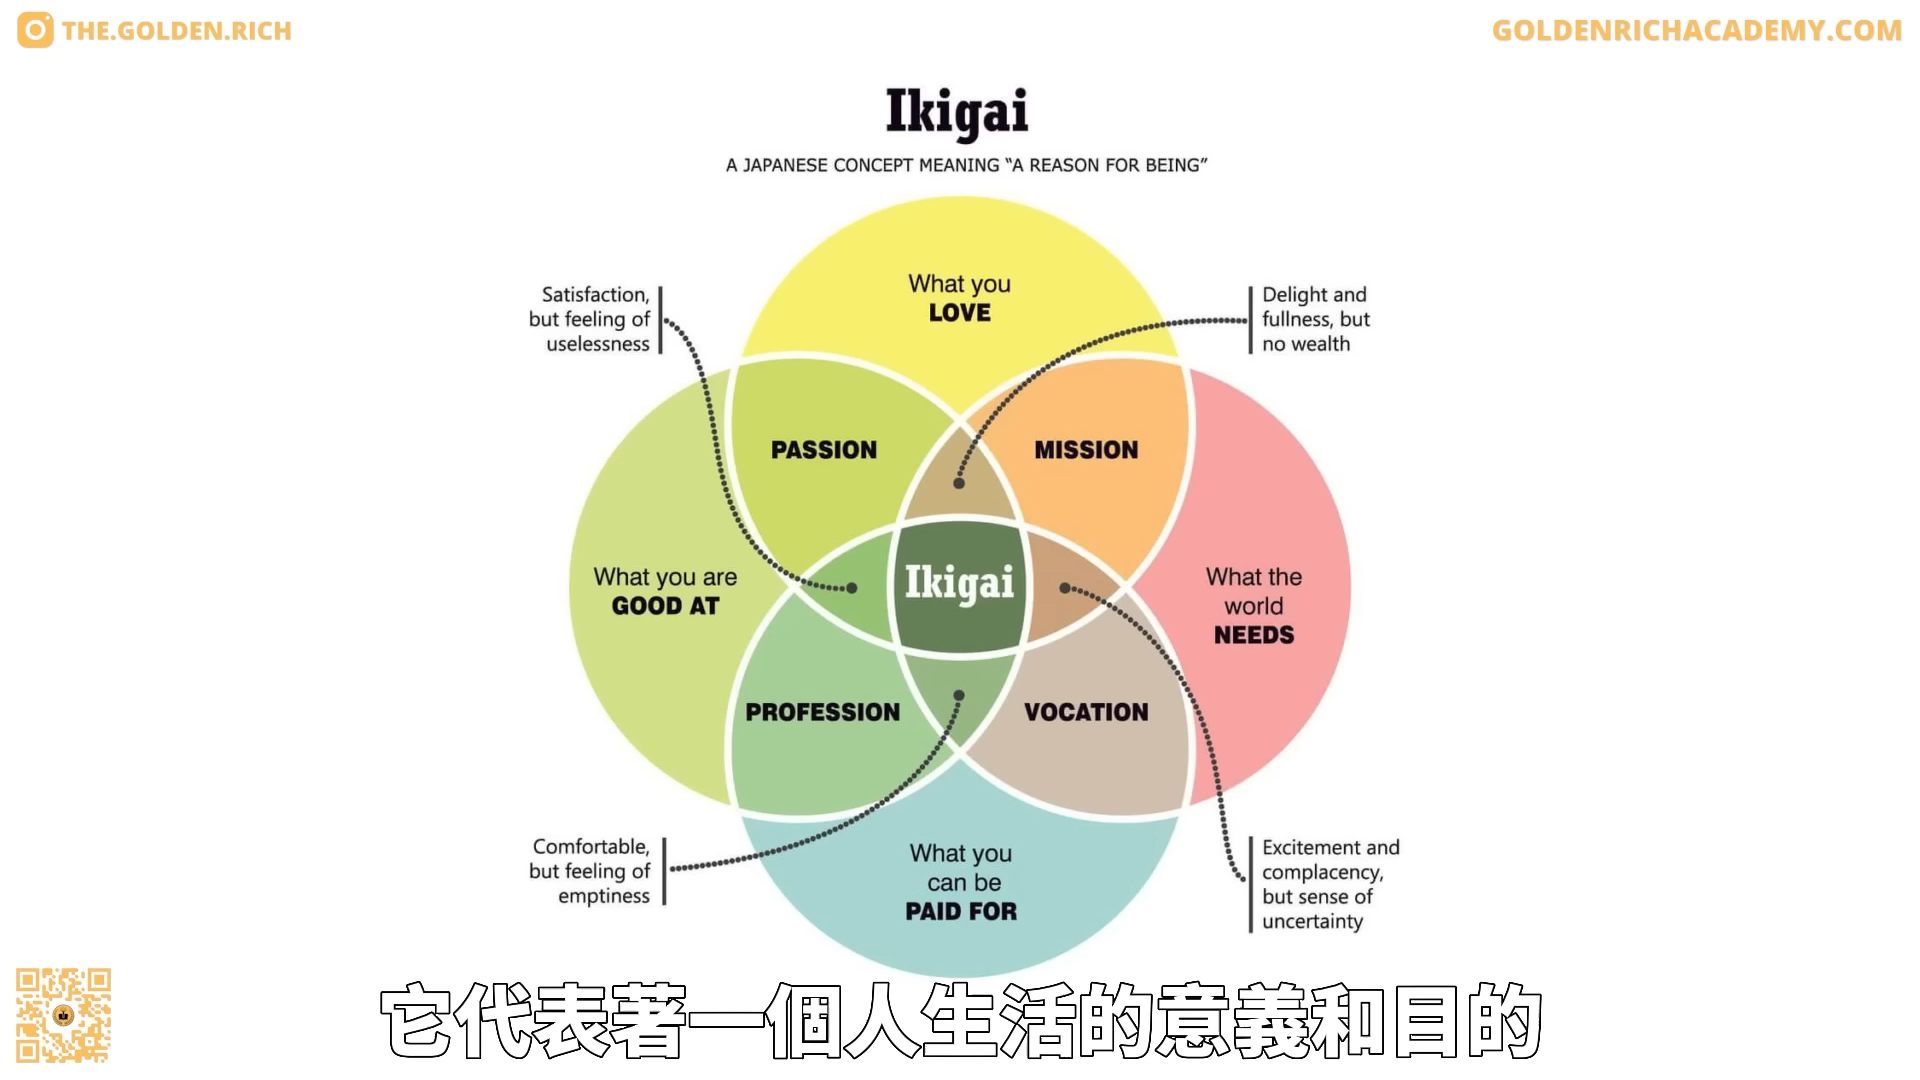 THE.GOLDEN.RICH
GOLDENRICHACADEMY.COM
Ikigai
A JAPANESE CONCEPT MEANING “A REASON FOR BEING”
What you
LOVE
Satisfaction,
but feeling of
uselessness
Delight and
fullness, but
no wealth
PASSION
MISSION
What you are
GOOD AT
Ikigai
What the
world
NEEDS
PROFESSION
VOCATION
What you
can be
PAID FOR
Comfortable,
but feeling of
emptiness
Excitement and
complacency,
but sense of
uncertainty
它代表著一個人生活的意義和目的